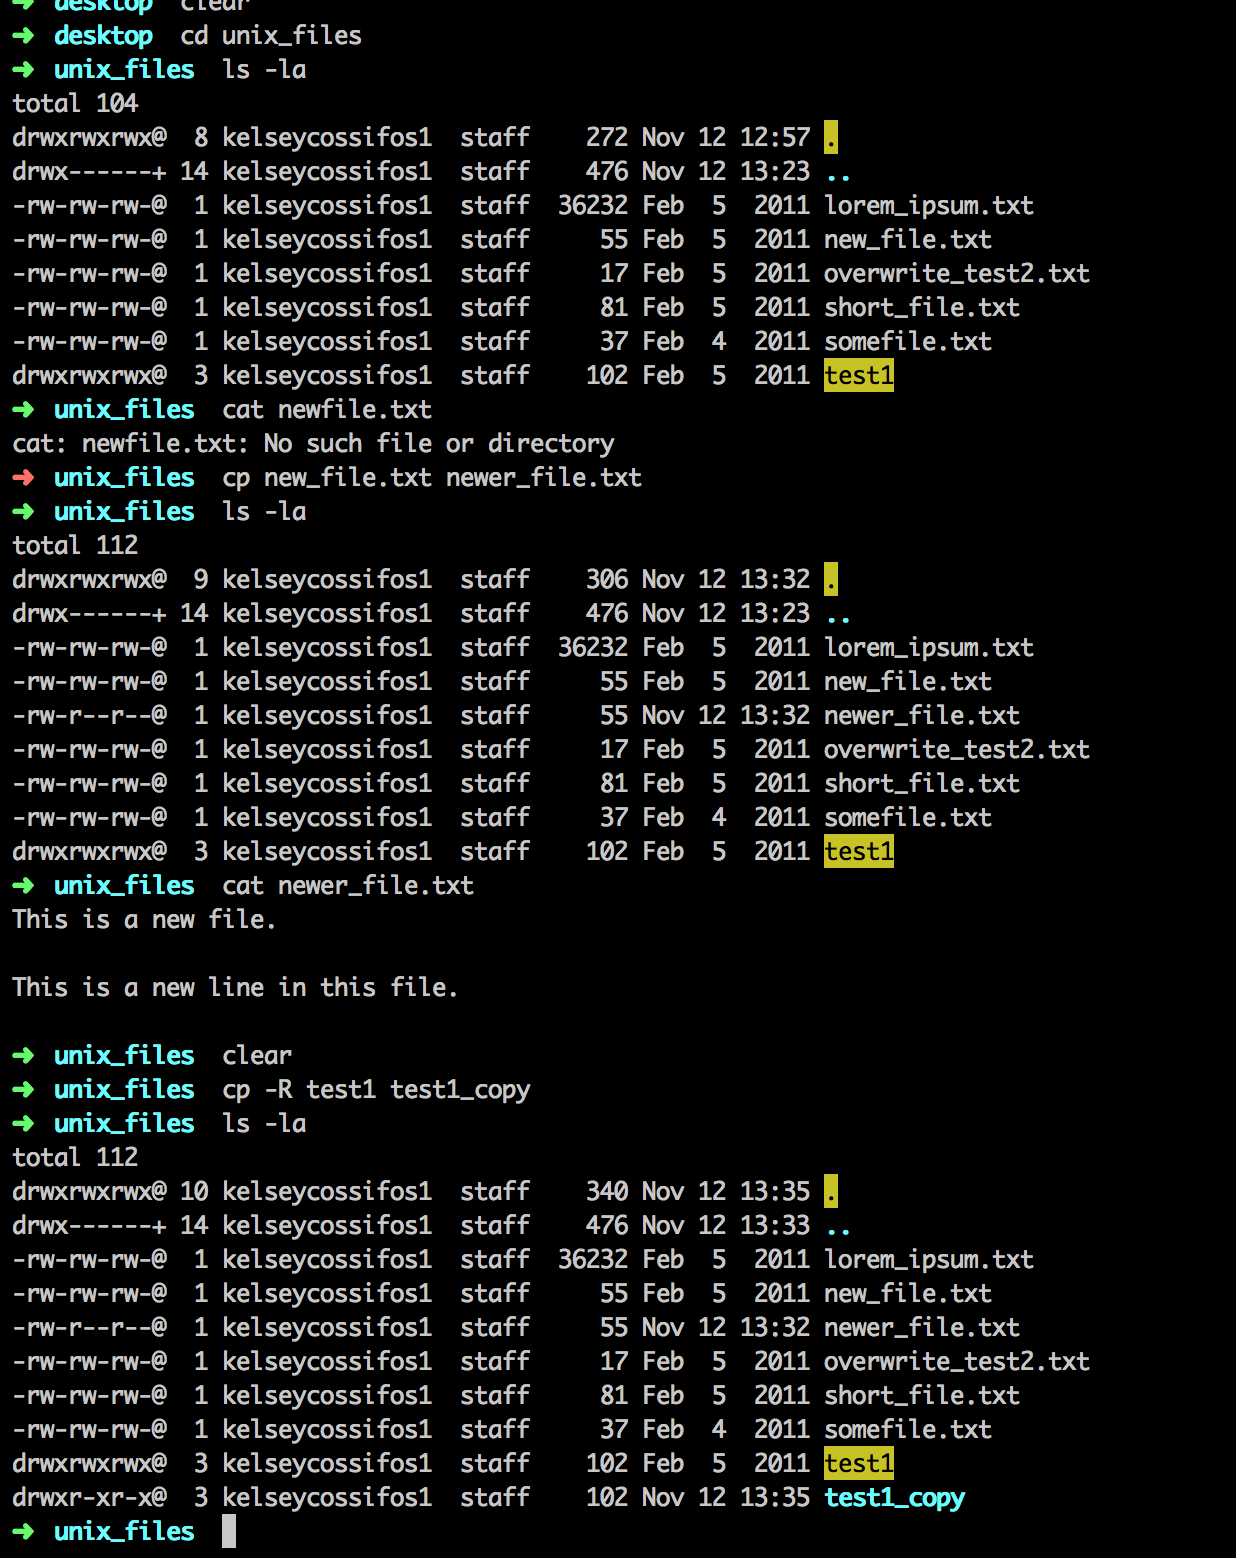 ➜ desktop clear
➜ desktop cd unix_files
➜ unix_files ls -la
total 104
drwxrwxrwx@  8 kelseycossifos1  staff    272 Nov 12 12:57 .
drwx------+ 14 kelseycossifos1  staff    476 Nov 12 13:23 ..
-rw-rw-rw-@  1 kelseycossifos1  staff  36232 Feb  5  2011 lorem_ipsum.txt
-rw-rw-rw-@  1 kelseycossifos1  staff     55 Feb  5  2011 new_file.txt
-rw-rw-rw-@  1 kelseycossifos1  staff     17 Feb  5  2011 overwrite_test2.txt
-rw-rw-rw-@  1 kelseycossifos1  staff     81 Feb  5  2011 short_file.txt
-rw-rw-rw-@  1 kelseycossifos1  staff     37 Feb  4  2011 somefile.txt
drwxrwxrwx@  3 kelseycossifos1  staff    102 Feb  5  2011 test1
➜ unix_files cat newfile.txt
cat: newfile.txt: No such file or directory
➜ unix_files cp new_file.txt newer_file.txt
➜ unix_files ls -la
total 112
drwxrwxrwx@  9 kelseycossifos1  staff    306 Nov 12 13:32 .
drwx------+ 14 kelseycossifos1  staff    476 Nov 12 13:23 ..
-rw-rw-rw-@  1 kelseycossifos1  staff  36232 Feb  5  2011 lorem_ipsum.txt
-rw-rw-rw-@  1 kelseycossifos1  staff     55 Feb  5  2011 new_file.txt
-rw-r--r--@  1 kelseycossifos1  staff     55 Nov 12 13:32 newer_file.txt
-rw-rw-rw-@  1 kelseycossifos1  staff     17 Feb  5  2011 overwrite_test2.txt
-rw-rw-rw-@  1 kelseycossifos1  staff     81 Feb  5  2011 short_file.txt
-rw-rw-rw-@  1 kelseycossifos1  staff     37 Feb  4  2011 somefile.txt
drwxrwxrwx@  3 kelseycossifos1  staff    102 Feb  5  2011 test1
➜ unix_files cat newer_file.txt
This is a new file.
This is a new line in this file.
➜ unix_files clear
➜ unix_files cp -R test1 test1_copy
➜ unix_files ls -la
total 112
drwxrwxrwx@ 10 kelseycossifos1  staff    340 Nov 12 13:35 .
drwx------+ 14 kelseycossifos1  staff    476 Nov 12 13:33 ..
-rw-rw-rw-@  1 kelseycossifos1  staff  36232 Feb  5  2011 lorem_ipsum.txt
-rw-rw-rw-@  1 kelseycossifos1  staff     55 Feb  5  2011 new_file.txt
-rw-r--r--@  1 kelseycossifos1  staff     55 Nov 12 13:32 newer_file.txt
-rw-rw-rw-@  1 kelseycossifos1  staff     17 Feb  5  2011 overwrite_test2.txt
-rw-rw-rw-@  1 kelseycossifos1  staff     81 Feb  5  2011 short_file.txt
-rw-rw-rw-@  1 kelseycossifos1  staff     37 Feb  4  2011 somefile.txt
drwxrwxrwx@  3 kelseycossifos1  staff    102 Feb  5  2011 test1
drwxr-xr-x@  3 kelseycossifos1  staff    102 Nov 12 13:35 test1_copy
➜ unix_files